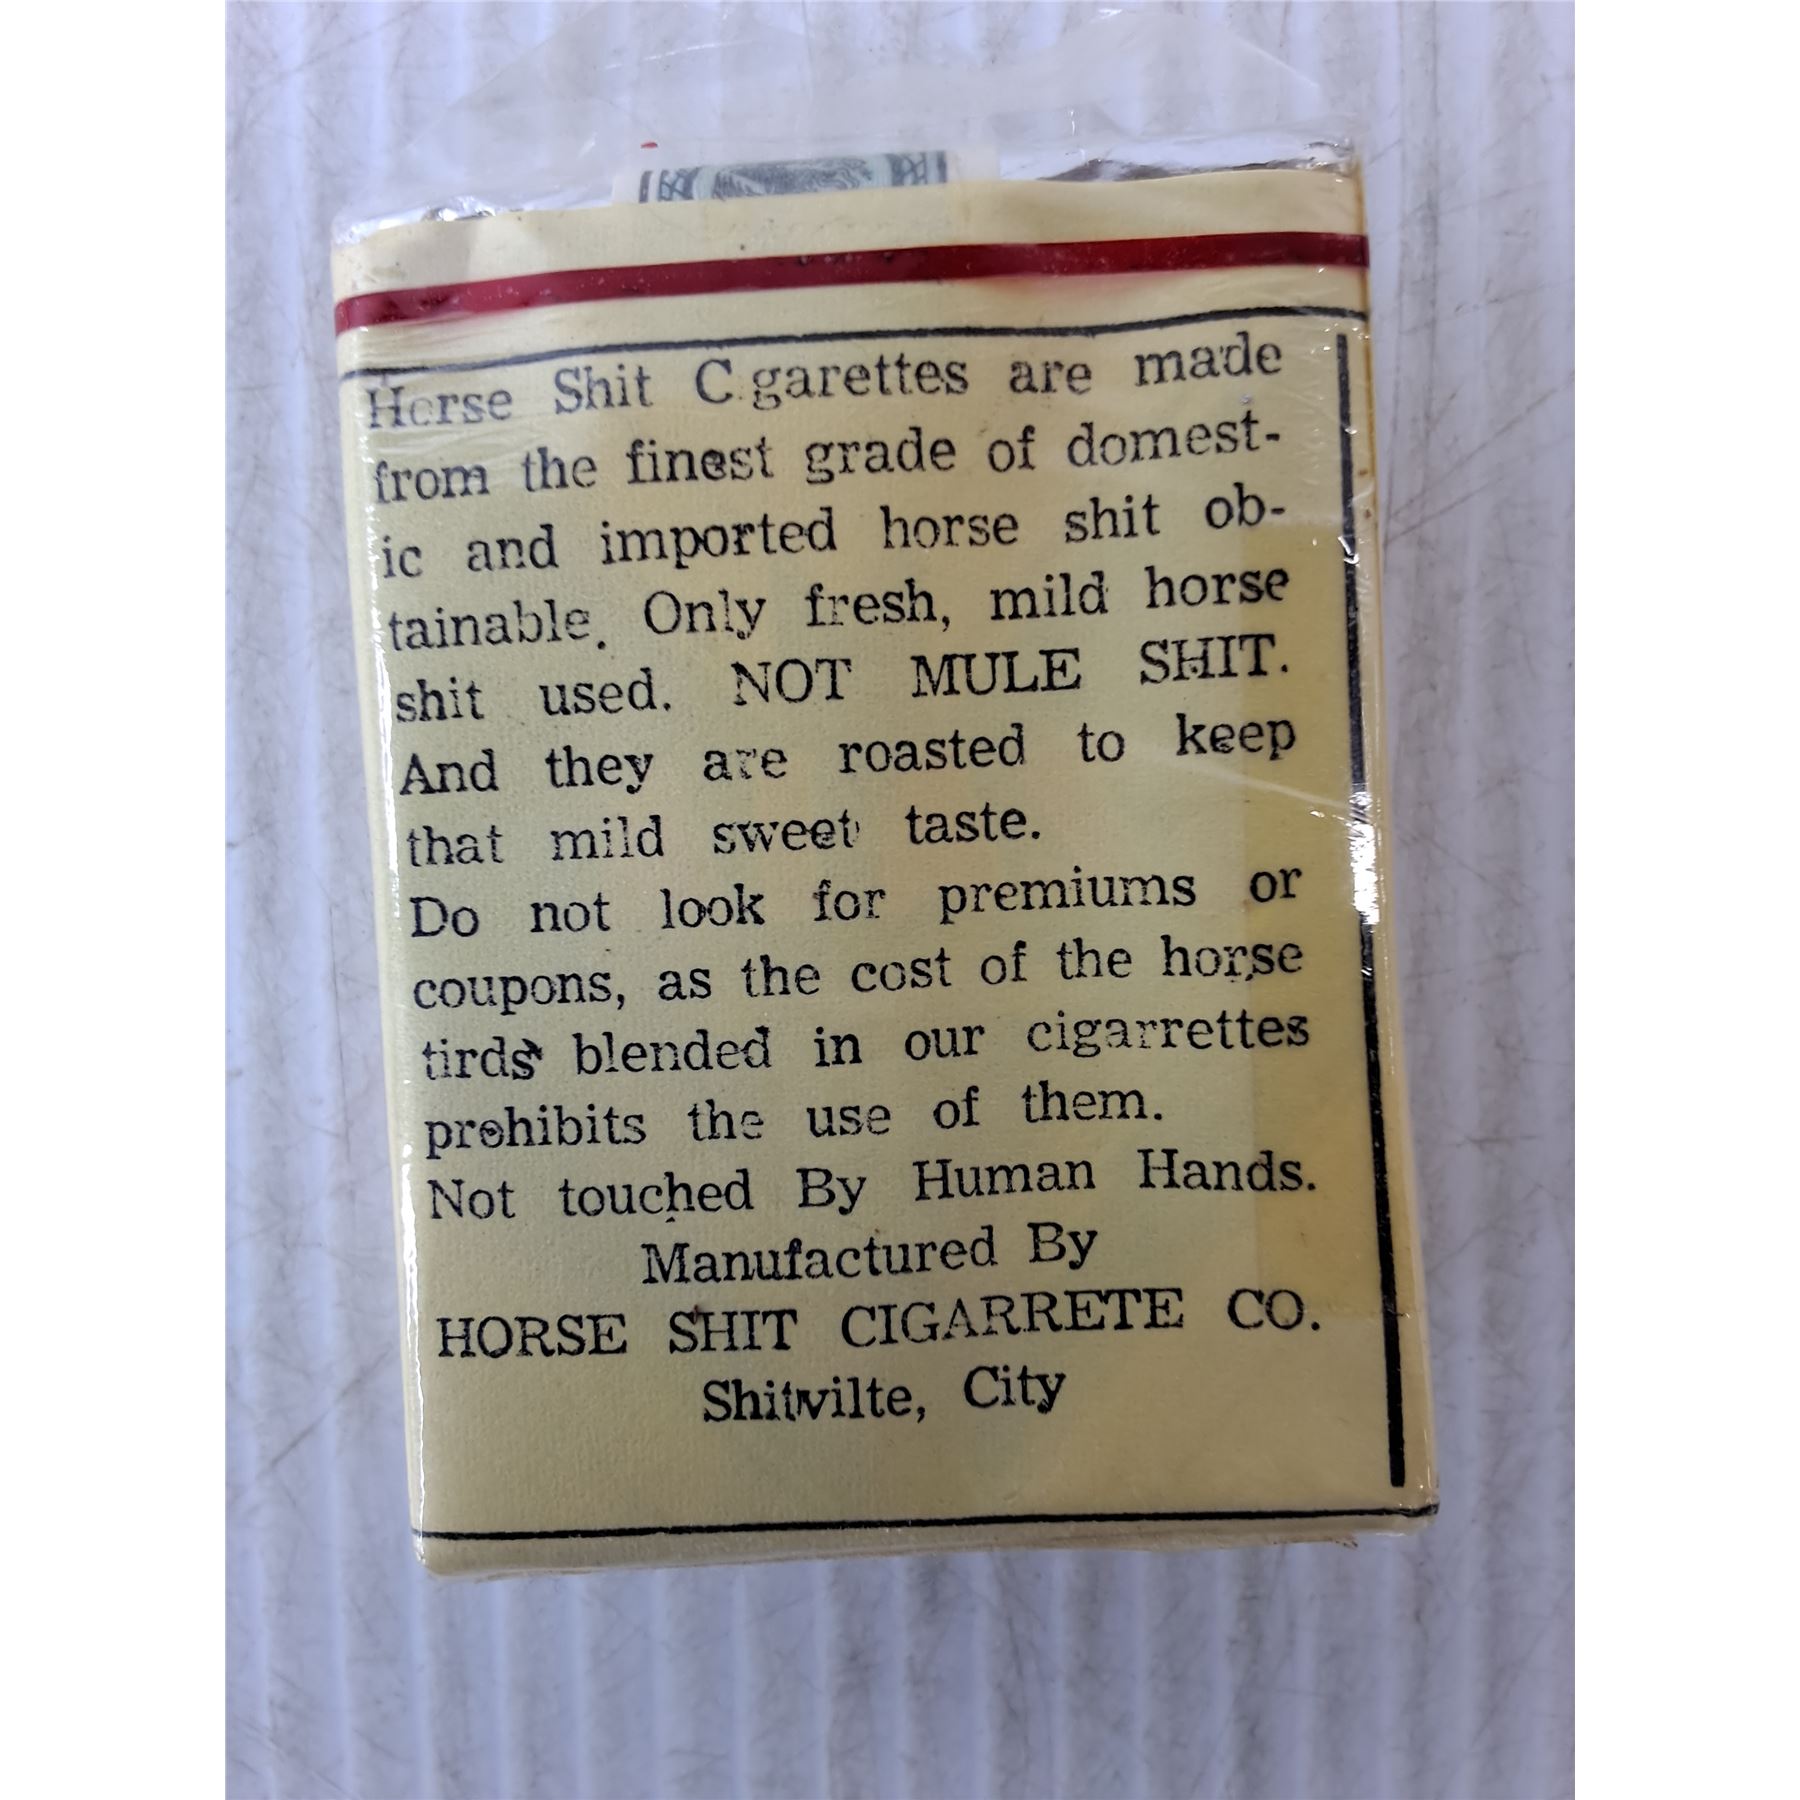 Horse Shit C garettes are made
from the finest grade of domest-
ic and imported horse shit ob-
tainable. Only fresh, mild horse
shit used. NOT MULE SHIT.
And they are roasted to keep
that mild sweet taste.
Do not look for premiums or
coupons, as the cost of the horse
tirds blended in our cigarrettes
prohibits the use of them.
Not touched By Human Hands.
Manufactured By
HORSE SHIT CIGARRETE CO.
Shitvilte, City